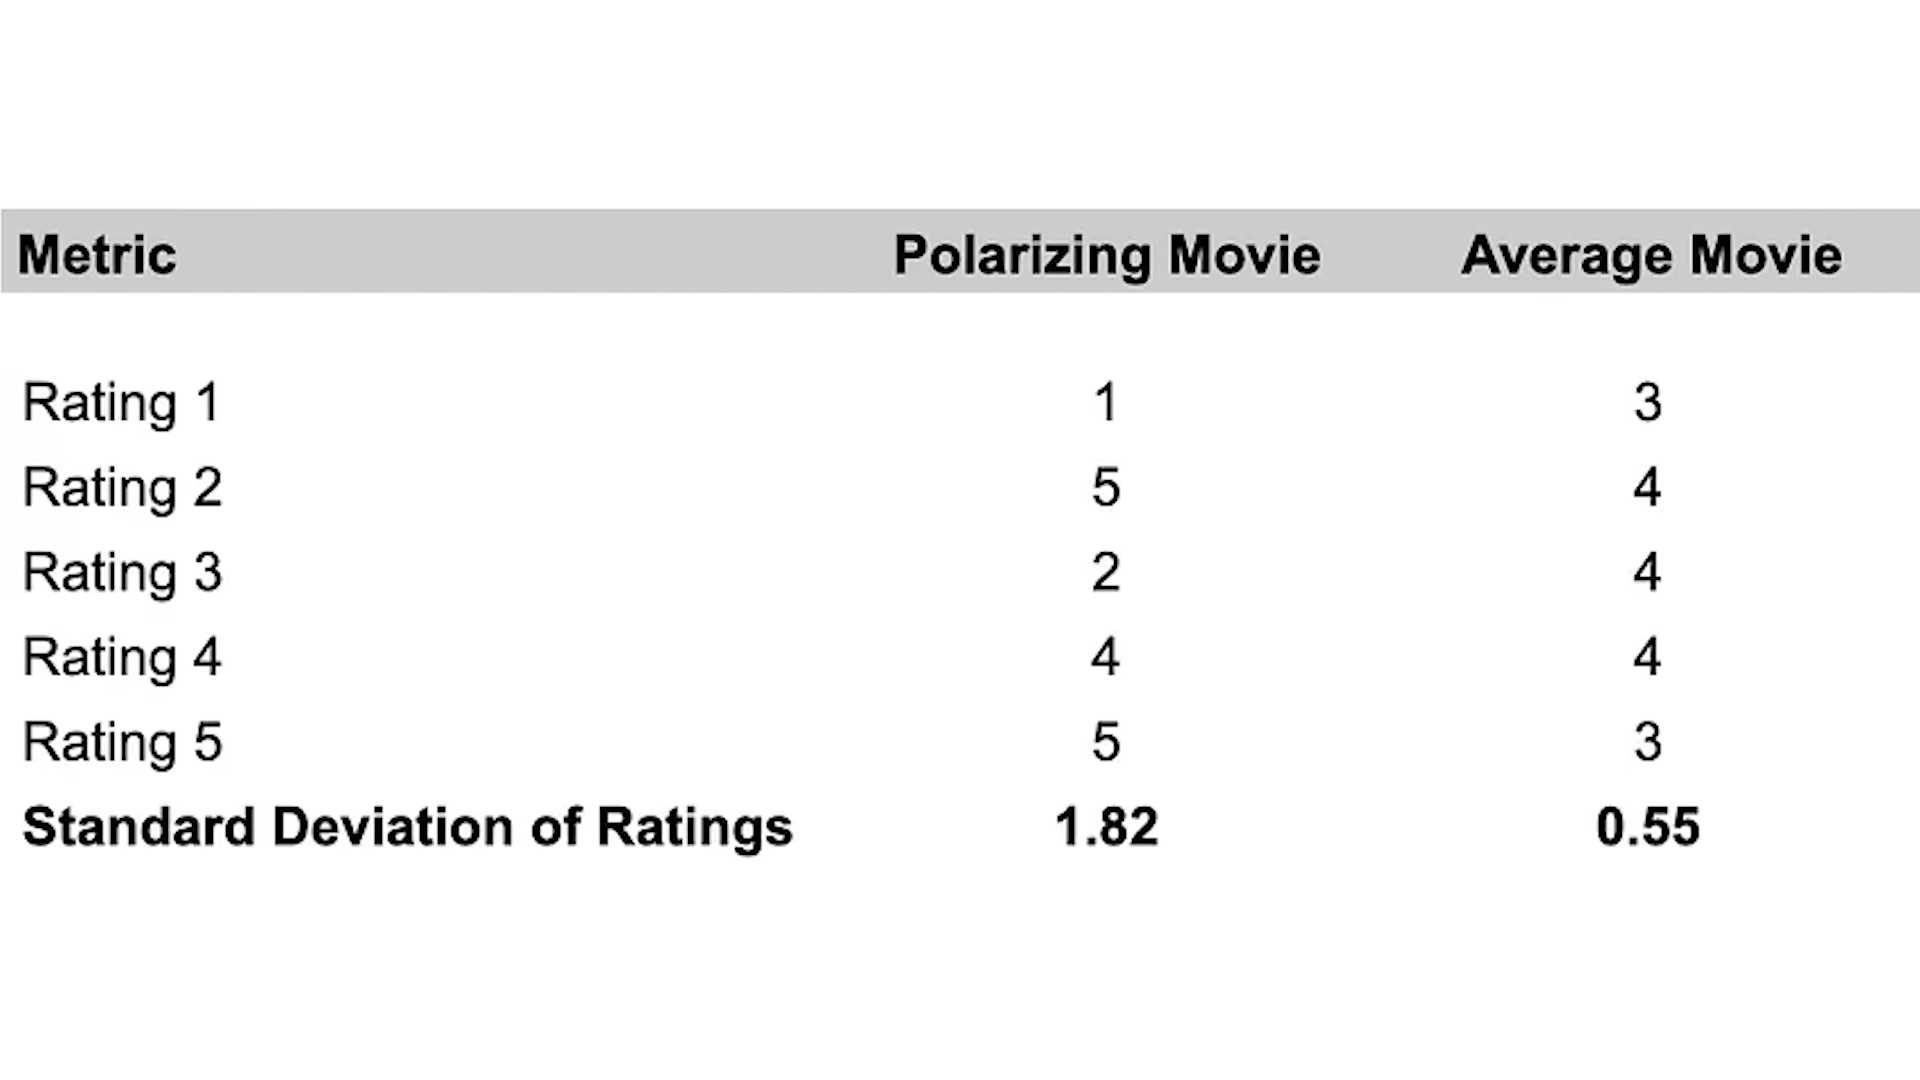 Metric Polarizing Movie Average Movie
Rating 1 1 3
Rating 2 5 4
Rating 3 2 4
Rating 4 4 4
Rating 5 5 3
Standard Deviation of Ratings 1.82 0.55